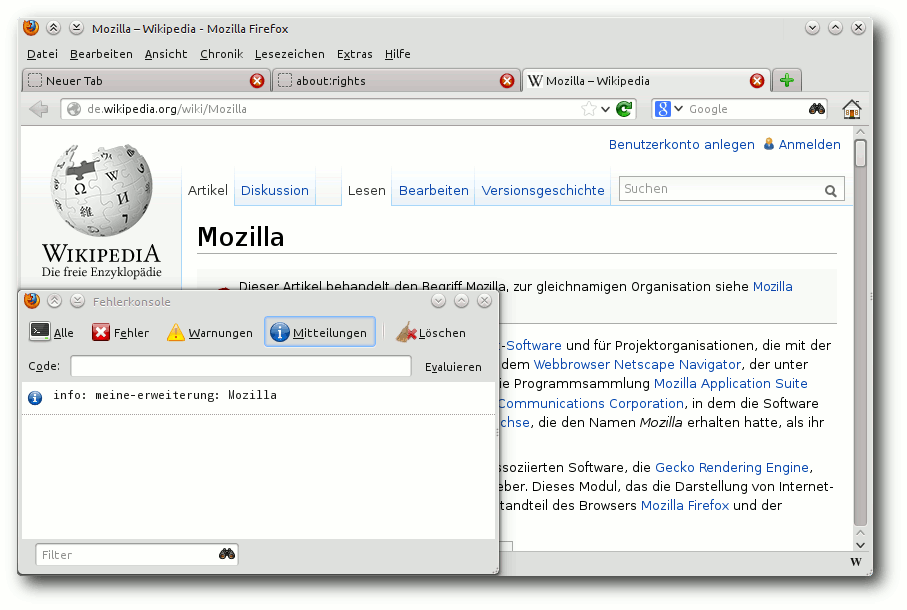 Mozilla – Wikipedia - Mozilla Firefox
Datei Bearbeiten Ansicht Chronik Lesezeichen Extras Hilfe
Neuer Tab about:rights W Mozilla – Wikipedia
de.wikipedia.org/wiki/Mozilla 8 Google
Benutzerkonto anlegen Anmelden
Artikel Diskussion Lesen Bearbeiten Versionsgeschichte Suchen
WIKIPEDIA
Die freie Enzyklopädie
Mozilla
Dieser Artikel behandelt den Begriff Mozilla, zur gleichnamigen Organisation siehe Mozilla
Fehlerkonsole
Alle Fehler Warnungen Mitteilungen Löschen
Code: Evaluieren
info: meine-erweiterung: Mozilla
Filter
-Software und für Projektorganisationen, die mit der
dem Webbrowser Netscape Navigator, der unter
ie Programmsammlung Mozilla Application Suite
Communications Corporation, in dem die Software
chse, die den Namen Mozilla erhalten hatte, als ihr
ssoziierten Software, die Gecko Rendering Engine,
eber. Dieses Modul, das die Darstellung von Internet-
standteil des Browsers Mozilla Firefox und der
W